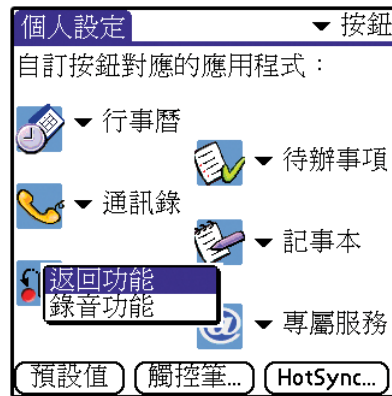 個人設定
按鈕
自訂按鈕對應的應用程式：
行事曆
待辦事項
通訊錄
記事本
返回功能
錄音功能
專屬服務
預設值
觸控筆...
HotSync...